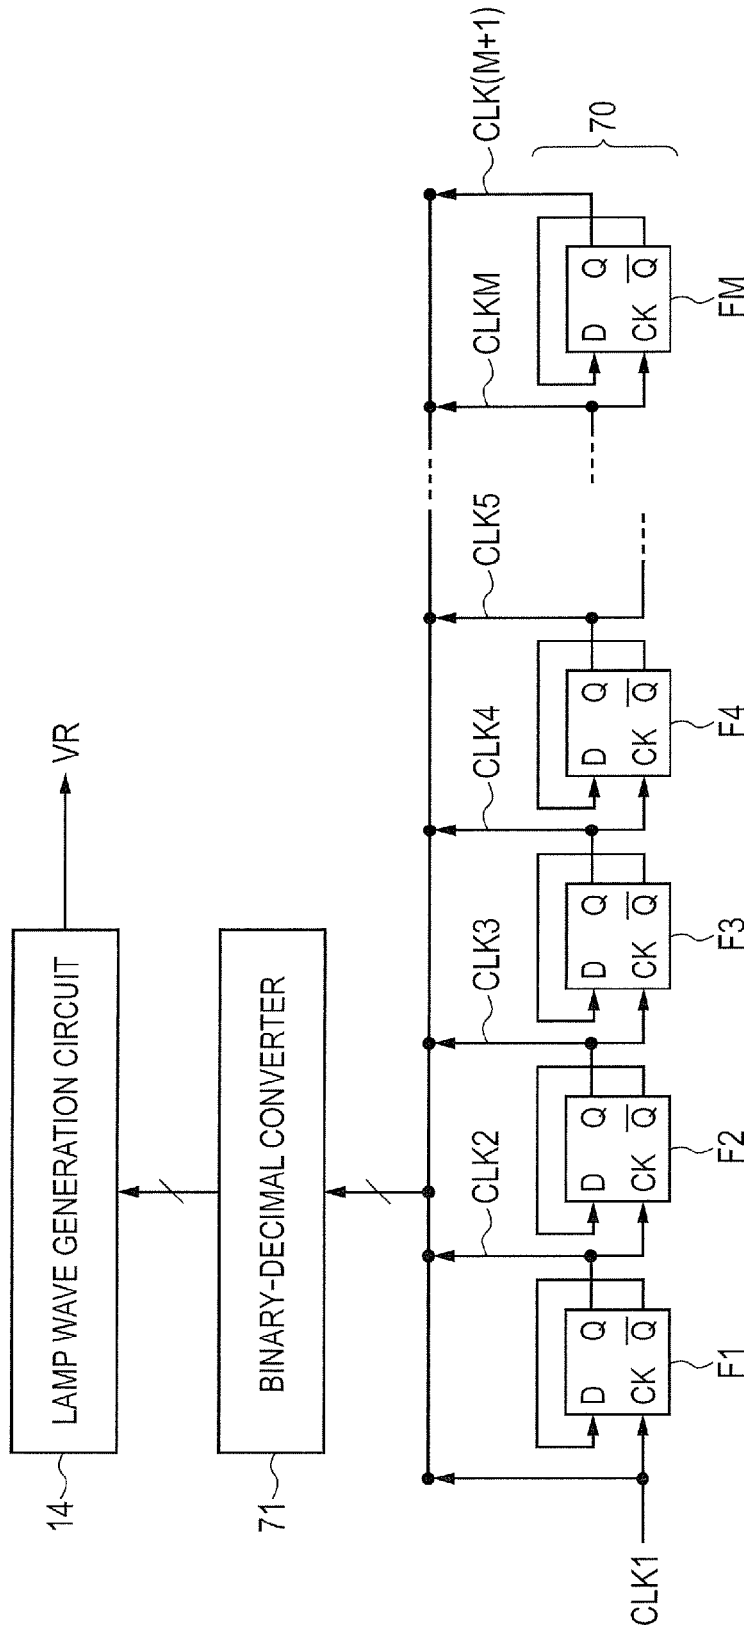 14
LAMP WAVE GENERATION CIRCUIT
VR
71
BINARY-DECIMAL CONVERTER
CLK2
CLK3
CLK4
CLK5
CLKM
CLK(M+1)
70
D Q
CK Q̅
D Q
CK Q̅
D Q
CK Q̅
D Q
CK Q̅
D Q
CK Q̅
CLK1
F1
F2
F3
F4
FM